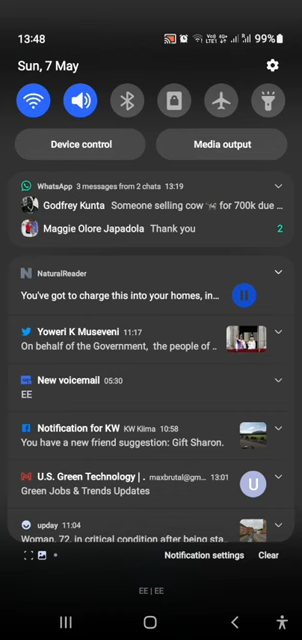 13:48
Vo) LTE1 4G+ 99%
Sun, 7 May
Device control
Media output
WhatsApp 3 messages from 2 chats 13:19
Godfrey Kunta Someone selling cow 🐄 for 700k due ...
Maggie Olore Japadola Thank you 2
NaturalReader
You've got to charge this into your homes, in...
Yoweri K Museveni 11:17
On behalf of the Government, the people of ..
New voicemail 05:30
EE
Notification for KW KW Kiima 10:58
You have a new friend suggestion: Gift Sharon.
U.S. Green Technology | . maxbrutal@gm... 13:01
Green Jobs & Trends Updates
U
upday 11:04
Woman, 72, in critical condition after being sta..
Notification settings
Clear
EE | EE